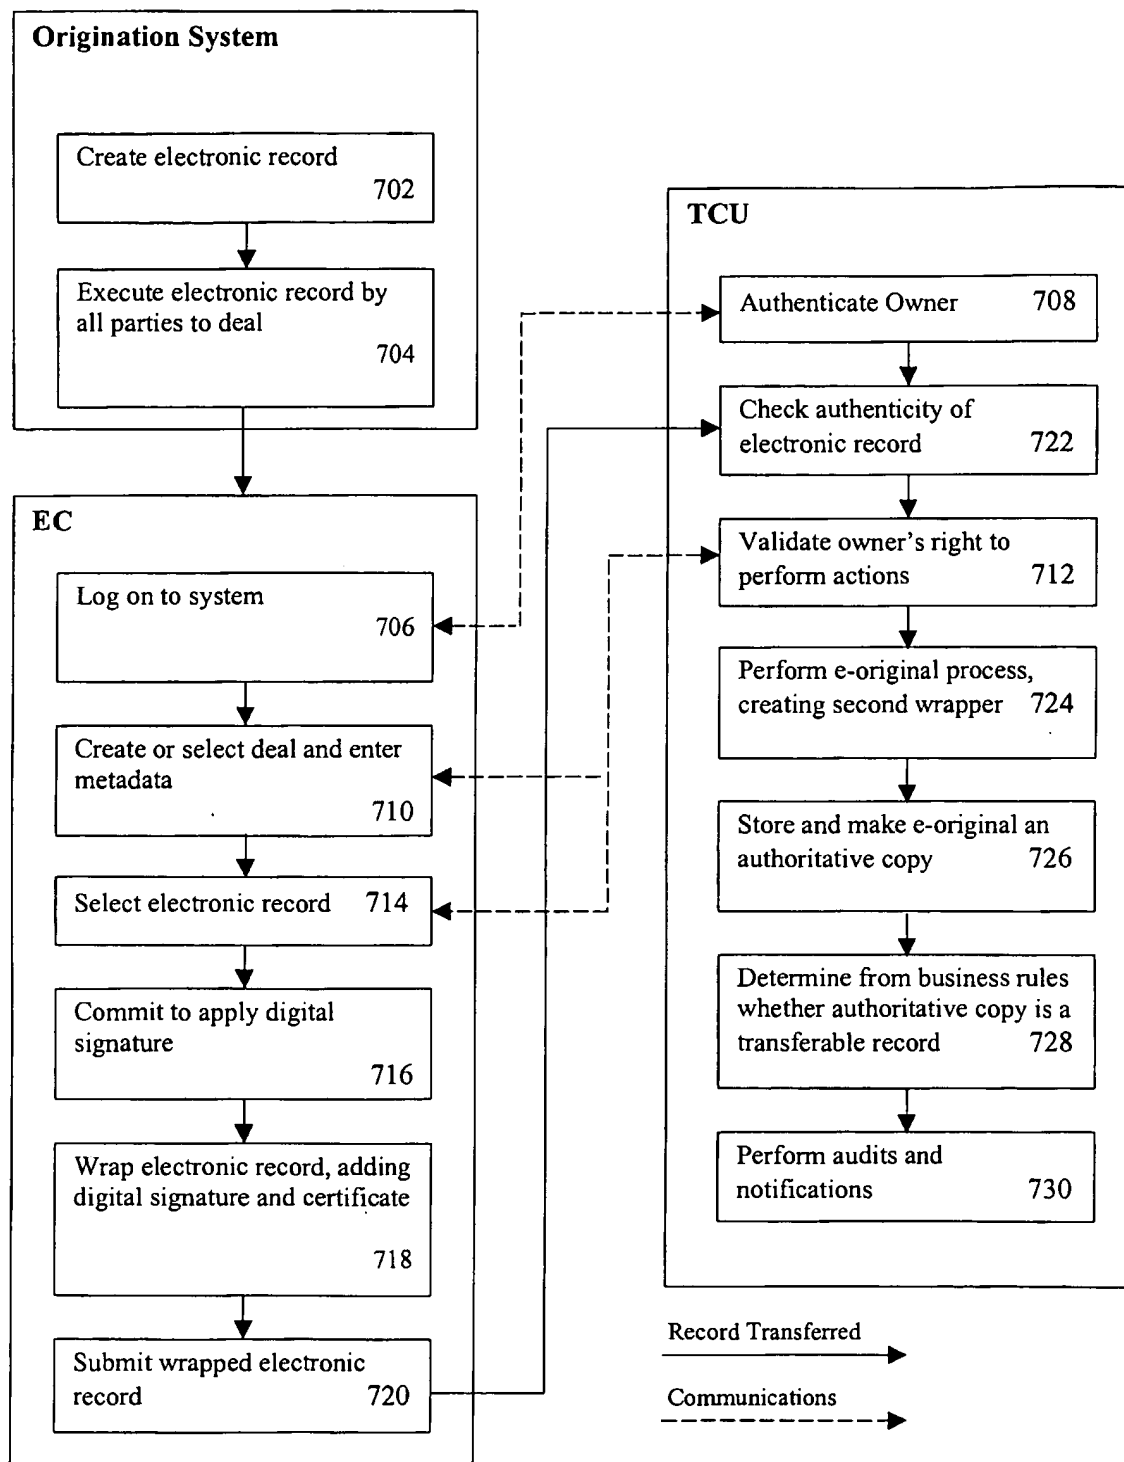 Origination System
Create electronic record
702
Execute electronic record by
all parties to deal
704
EC
Log on to system
706
Create or select deal and enter
metadata
710
Select electronic record 714
Commit to apply digital
signature
716
Wrap electronic record, adding
digital signature and certificate
718
Submit wrapped electronic
record 720
TCU
Authenticate Owner 708
Check authenticity of
electronic record 722
Validate owner's right to
perform actions 712
Perform e-original process,
creating second wrapper 724
Store and make e-original an
authoritative copy 726
Determine from business rules
whether authoritative copy is a
transferable record 728
Perform audits and
notifications 730
Record Transferred
Communications